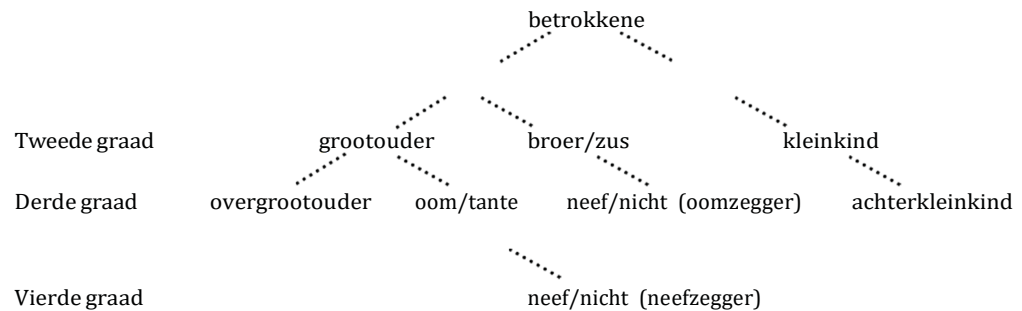 betrokkene
Tweede graad grootouder broer/zus kleinkind
Derde graad overgrootouder oom/tante neef/nicht (oomzegger) achterkleinkind
Vierde graad neef/nicht (neefzegger)